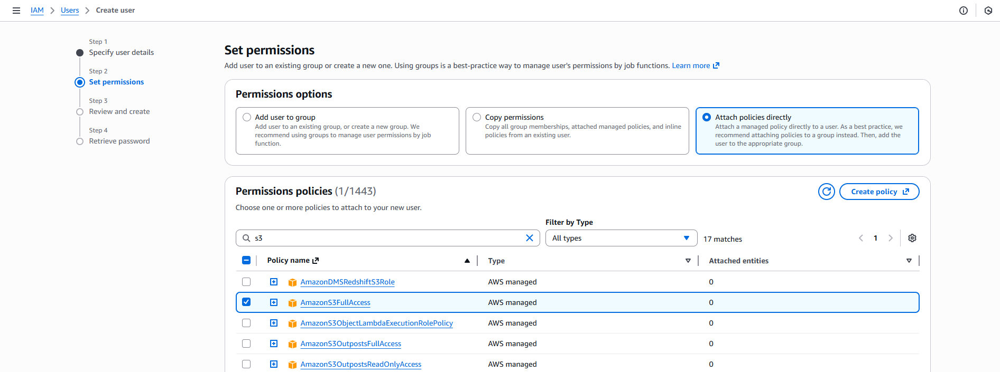 IAM > Users > Create user
Step 1
Specify user details
Step 2
Set permissions
Step 3
Review and create
Step 4
Retrieve password
Set permissions
Add user to an existing group or create a new one. Using groups is a best-practice way to manage user's permissions by job functions. Learn more
Permissions options
Add user to group
Add user to an existing group, or create a new group. We
recommend using groups to manage user permissions by job
function.
Copy permissions
Copy all group memberships, attached managed policies, and inline
policies from an existing user.
Attach policies directly
Attach a managed policy directly to a user. As a best practice, we
recommend attaching policies to a group instead. Then, add the
user to the appropriate group.
Permissions policies (1/1443)
Create policy
Choose one or more policies to attach to your new user.
Filter by Type
s3
All types
17 matches
1
Policy name Type Attached entities
AmazonDMSRedshiftS3Role AWS managed 0
AmazonS3FullAccess AWS managed 0
AmazonS3ObjectLambdaExecutionRolePolicy AWS managed 0
AmazonS3OutpostsFullAccess AWS managed 0
AmazonS3OutpostsReadOnlyAccess AWS managed 0